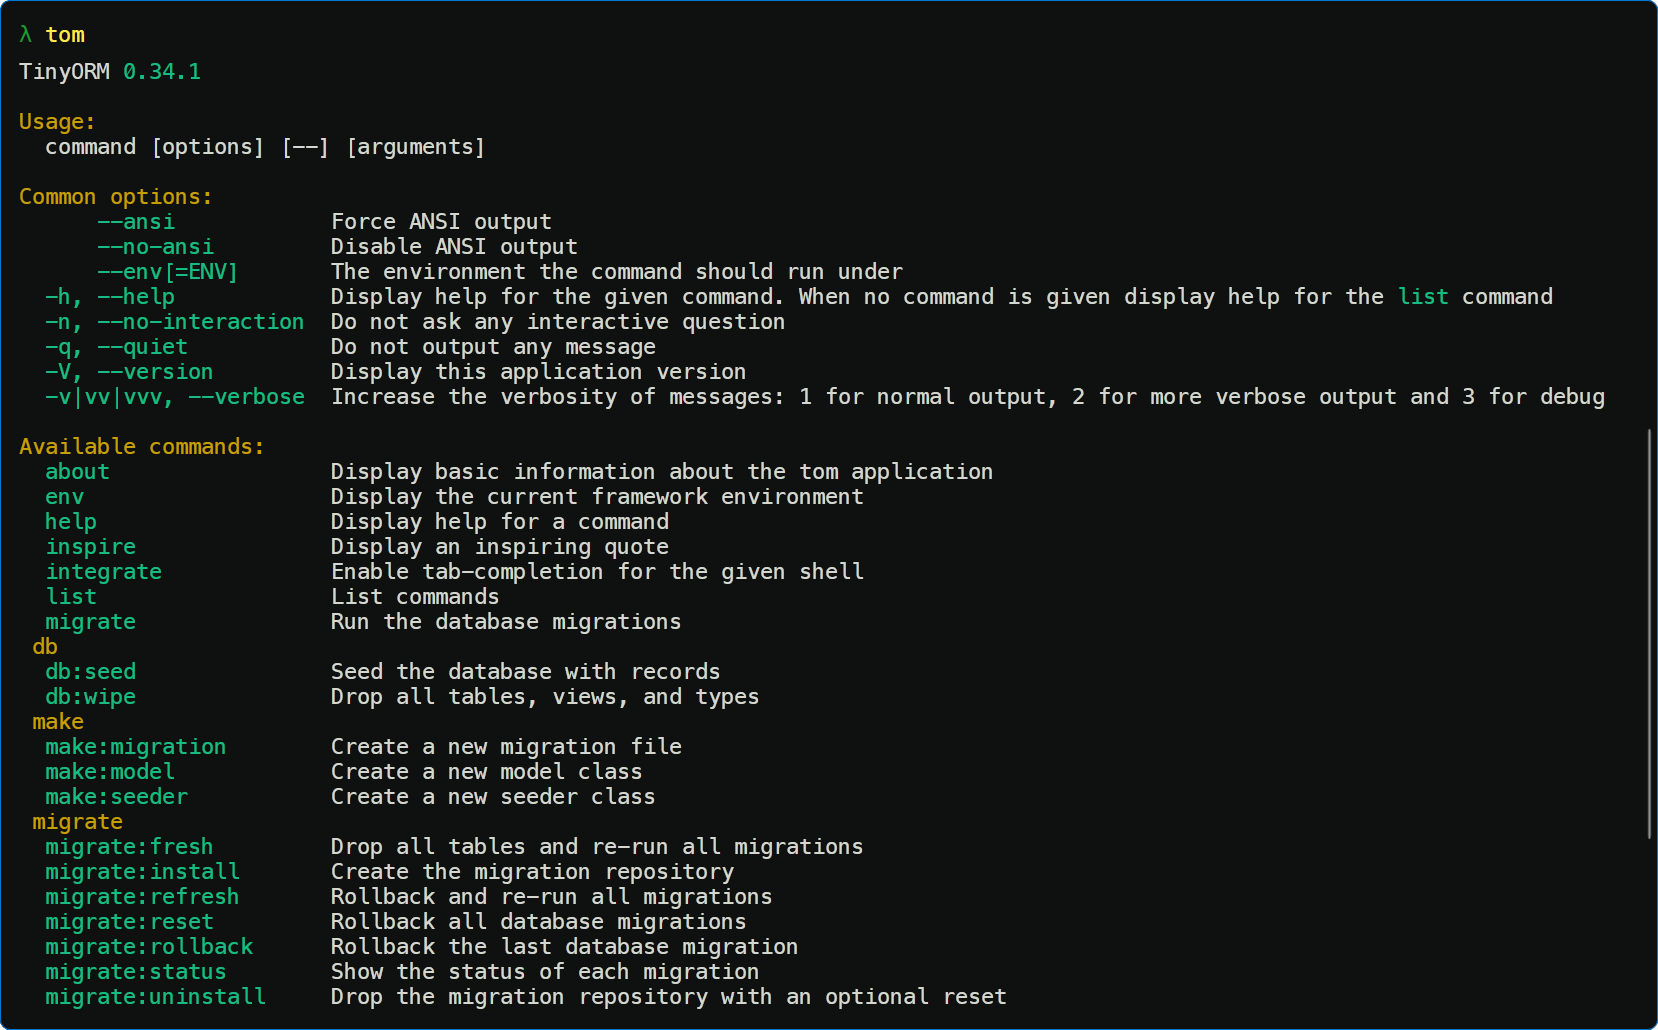 λ tom
TinyORM 0.34.1
Usage:
command [options] [--] [arguments]
Common options:
--ansi Force ANSI output
--no-ansi Disable ANSI output
--env[=ENV] The environment the command should run under
-h, --help Display help for the given command. When no command is given display help for the list command
-n, --no-interaction Do not ask any interactive question
-q, --quiet Do not output any message
-V, --version Display this application version
-v|vv|vvv, --verbose Increase the verbosity of messages: 1 for normal output, 2 for more verbose output and 3 for debug
Available commands:
about Display basic information about the tom application
env Display the current framework environment
help Display help for a command
inspire Display an inspiring quote
integrate Enable tab-completion for the given shell
list List commands
migrate Run the database migrations
db
db:seed Seed the database with records
db:wipe Drop all tables, views, and types
make
make:migration Create a new migration file
make:model Create a new model class
make:seeder Create a new seeder class
migrate
migrate:fresh Drop all tables and re-run all migrations
migrate:install Create the migration repository
migrate:refresh Rollback and re-run all migrations
migrate:reset Rollback all database migrations
migrate:rollback Rollback the last database migration
migrate:status Show the status of each migration
migrate:uninstall Drop the migration repository with an optional reset